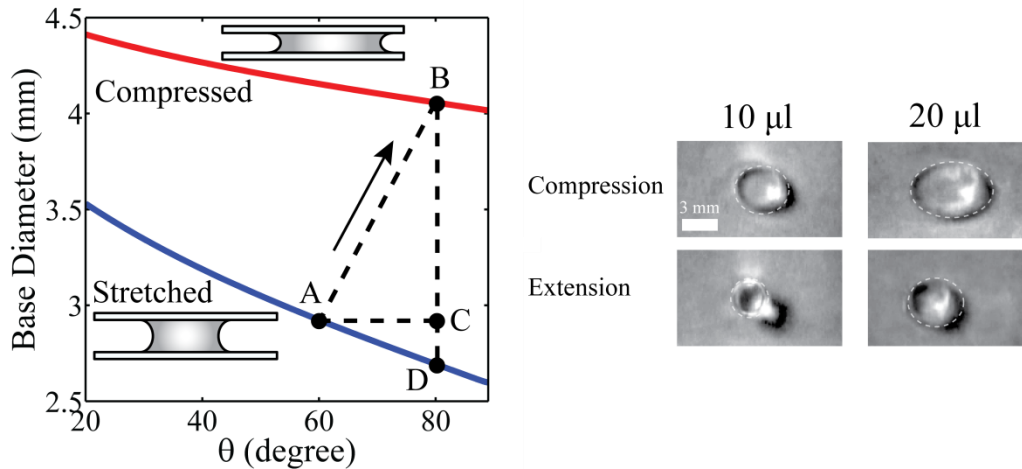 4.5
4
3.5
3
2.5
Base Diameter (mm)
Compressed
B
Stretched
A
C
D
20
40
60
80
θ (degree)
10 μl
20 μl
Compression
3 mm
Extension